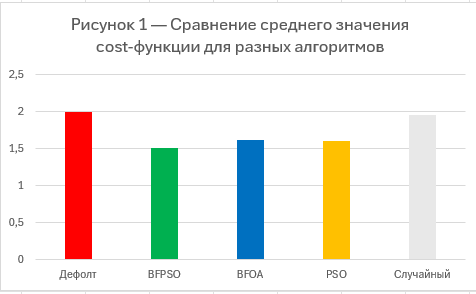 Рисунок 1 — Сравнение среднего значения
cost-функции для разных алгоритмов
2,5
2
1,5
1
0,5
0
Дефолт BFPSO BFOA PSO Случайный